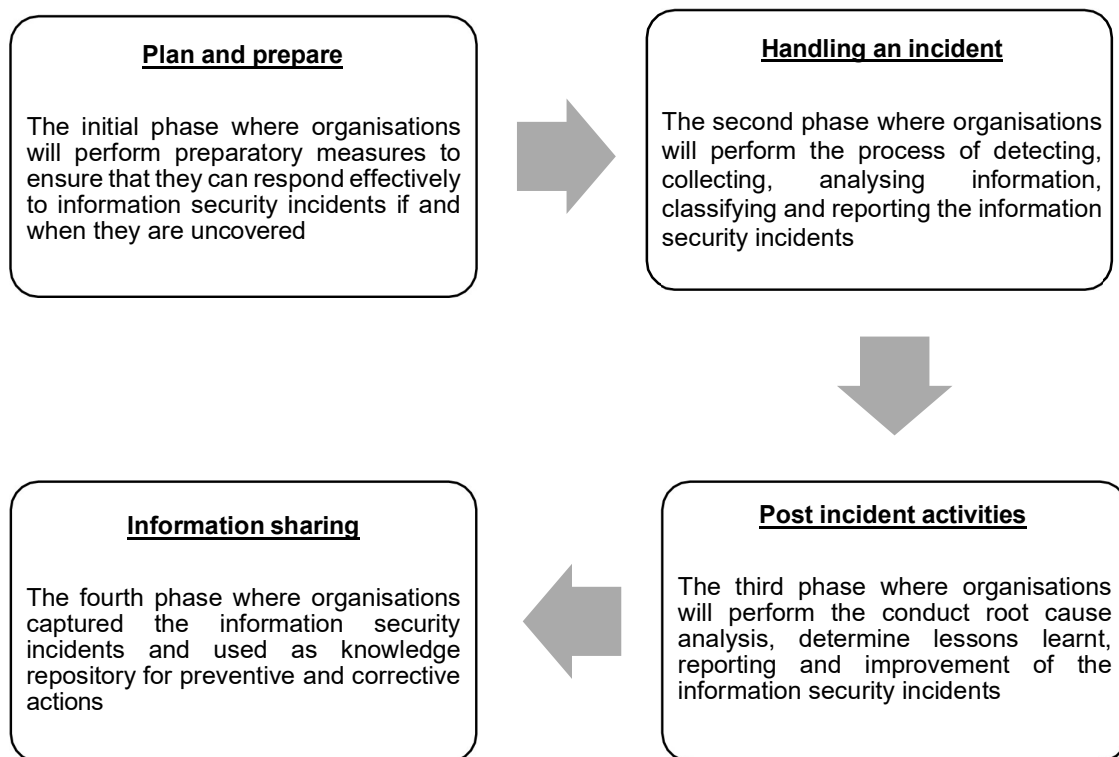 Plan and prepare
The initial phase where organisations
will perform preparatory measures to
ensure that they can respond effectively
to information security incidents if and
when they are uncovered
Handling an incident
The second phase where organisations
will perform the process of detecting,
collecting, analysing information,
classifying and reporting the information
security incidents
Post incident activities
The third phase where organisations
will perform the conduct root cause
analysis, determine lessons learnt,
reporting and improvement of the
information security incidents
Information sharing
The fourth phase where organisations
captured the information security
incidents and used as knowledge
repository for preventive and corrective
actions